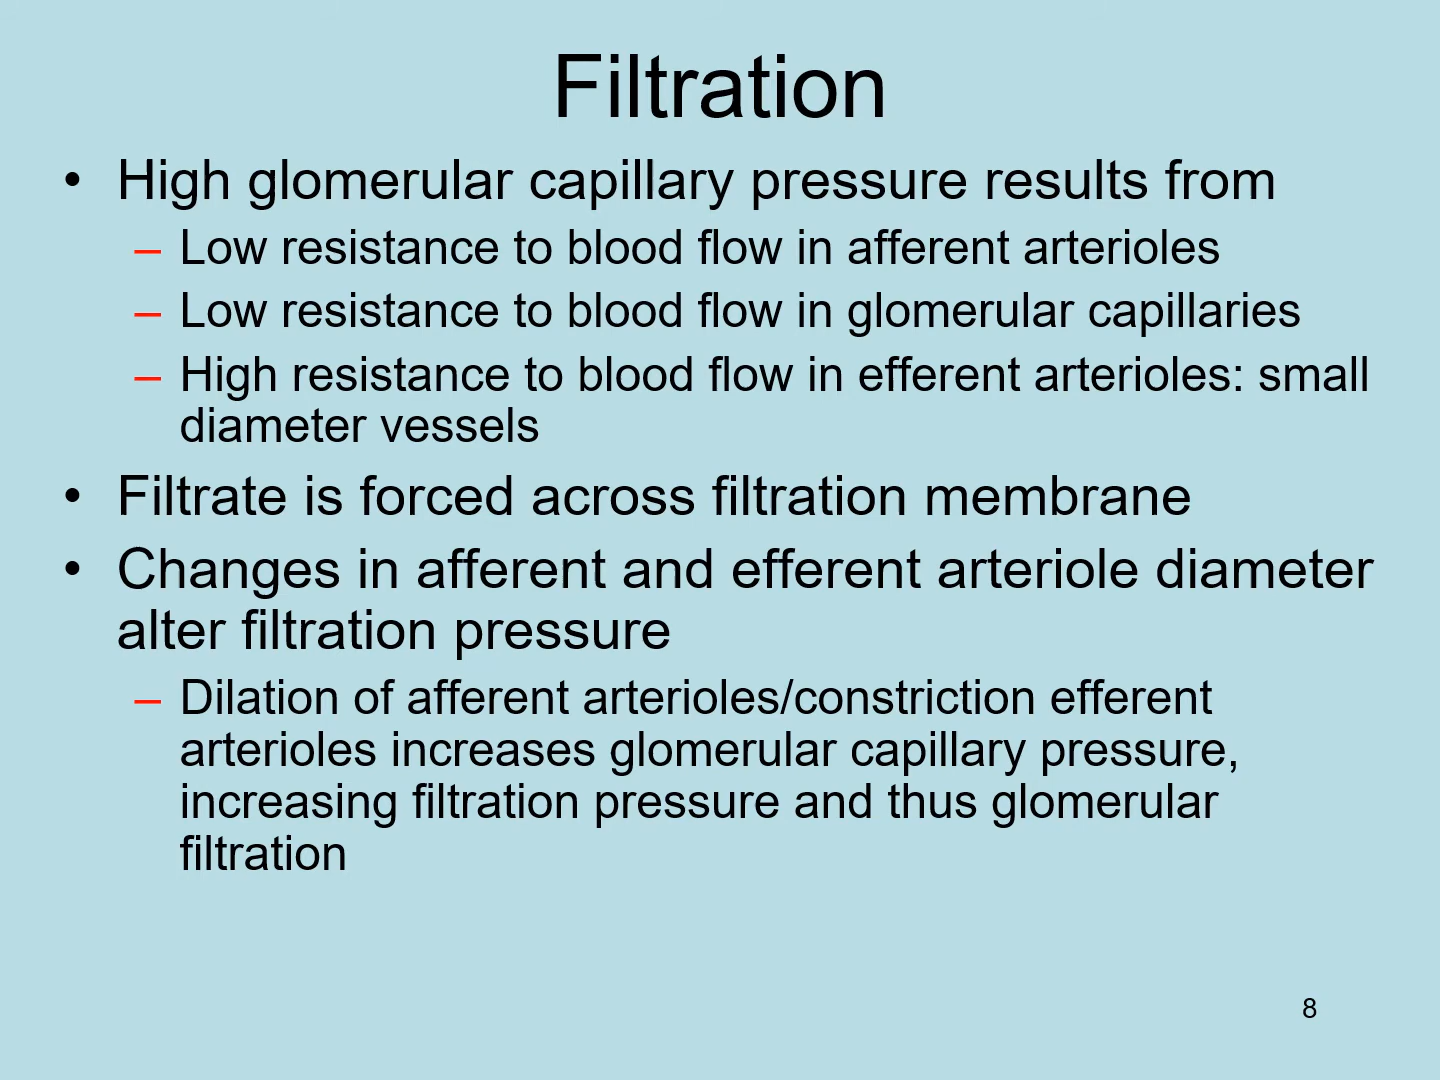 Filtration
• High glomerular capillary pressure results from
– Low resistance to blood flow in afferent arterioles
– Low resistance to blood flow in glomerular capillaries
– High resistance to blood flow in efferent arterioles: small
diameter vessels
• Filtrate is forced across filtration membrane
• Changes in afferent and efferent arteriole diameter
alter filtration pressure
– Dilation of afferent arterioles/constriction efferent
arterioles increases glomerular capillary pressure,
increasing filtration pressure and thus glomerular
filtration
8